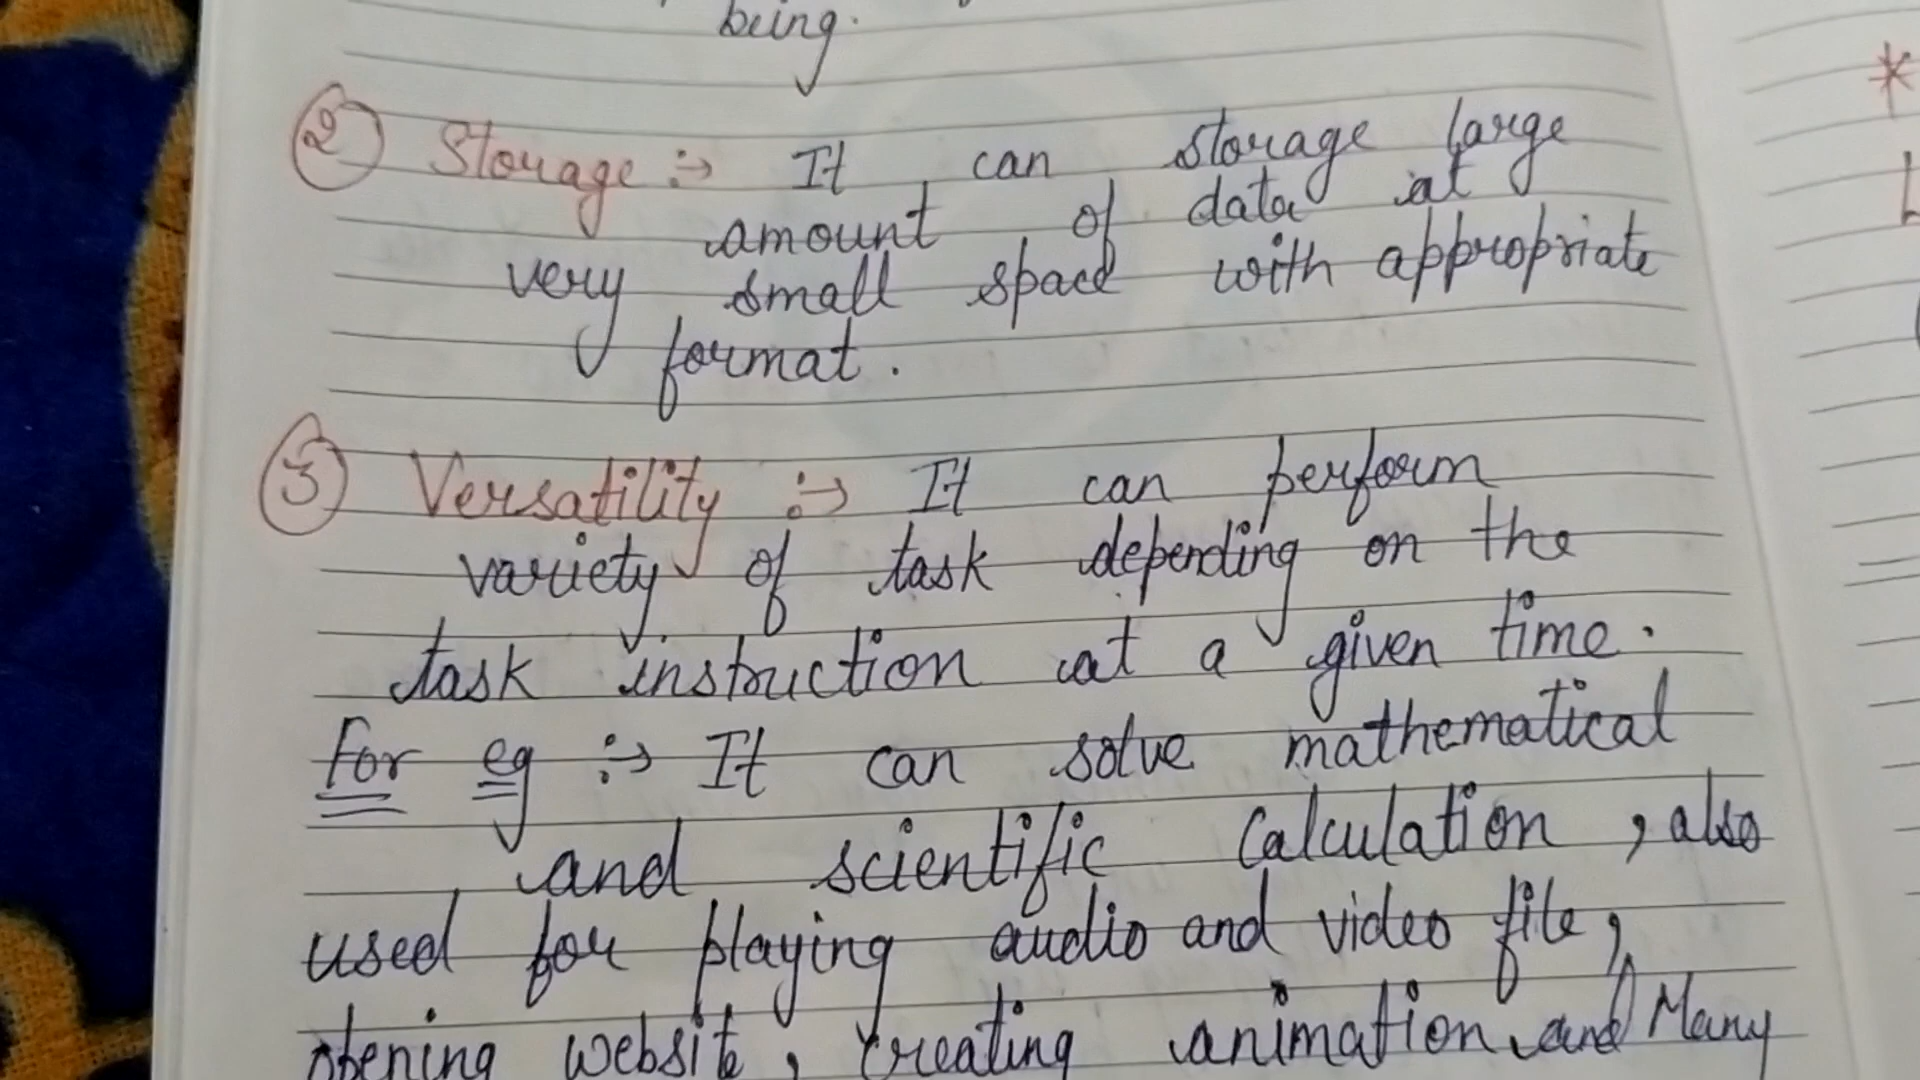 being.
② Storage :-> It can storage large
amount of data at
very small space with appropriate
format.
③ Versatility :-> It can perform
variety of task depending on the
task instruction at a given time.
For eg :-> It can solve mathematical
and scientific Calculation, also
used for playing audio and video file,
opening website, creating animation and Many
*